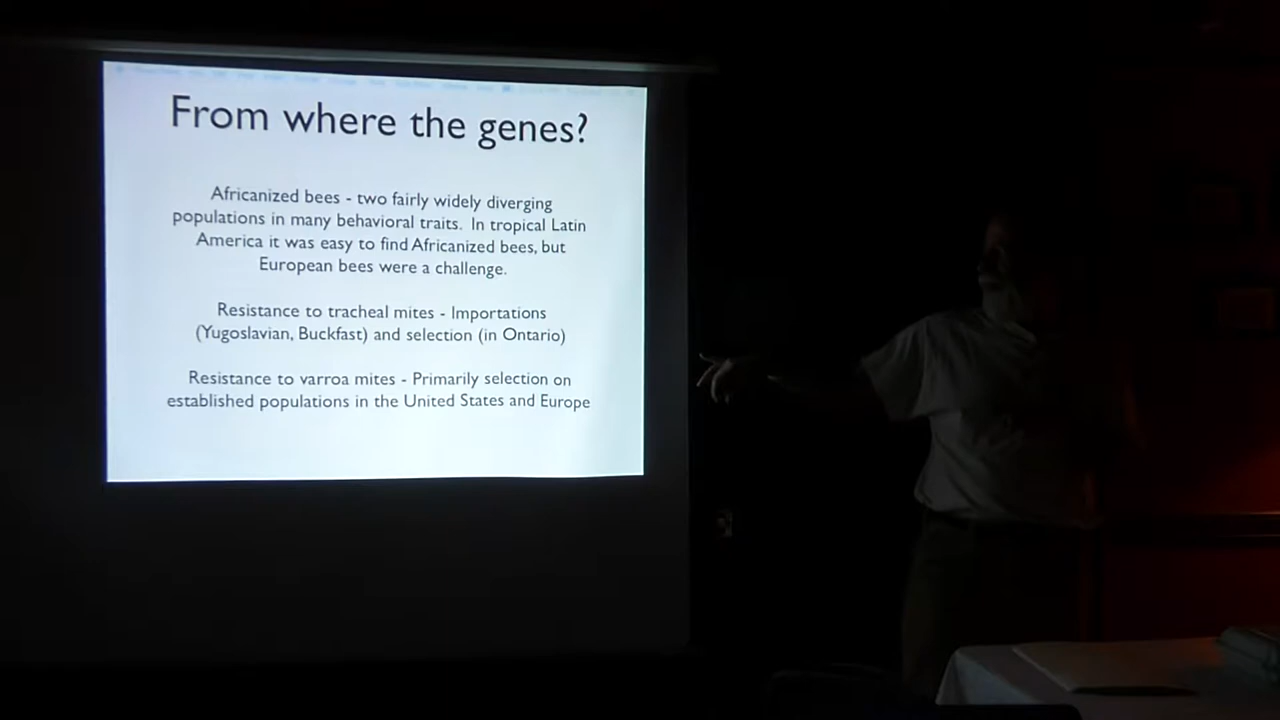 From where the genes?
Africanized bees - two fairly widely diverging
populations in many behavioral traits. In tropical Latin
America it was easy to find Africanized bees, but
European bees were a challenge.
Resistance to tracheal mites - Importations
(Yugoslavian, Buckfast) and selection (in Ontario)
Resistance to varroa mites - Primarily selection on
established populations in the United States and Europe